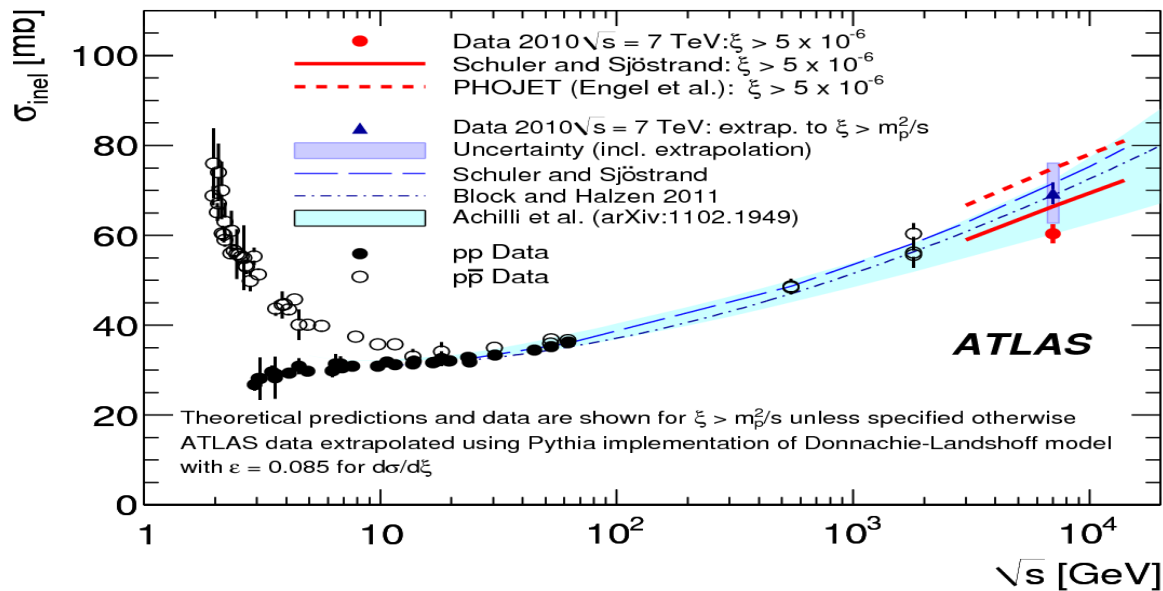 σinel [mb]
100
80
60
40
20
0
Data 2010 √s = 7 TeV:ξ > 5 x 10⁻⁶
Schuler and Sjöstrand: ξ > 5 x 10⁻⁶
PHOJET (Engel et al.): ξ > 5 x 10⁻⁶
Data 2010 √s = 7 TeV: extrap. to ξ > m²p/s
Uncertainty (incl. extrapolation)
Schuler and Sjöstrand
Block and Halzen 2011
Achilli et al. (arXiv:1102.1949)
pp Data
pp̅ Data
ATLAS
Theoretical predictions and data are shown for ξ > m²p/s unless specified otherwise
ATLAS data extrapolated using Pythia implementation of Donnachie-Landshoff model
with ε = 0.085 for dσ/dξ
1 10 10² 10³ 10⁴
√s [GeV]